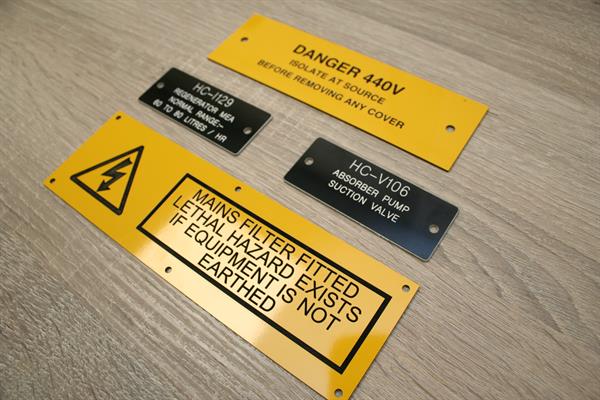 DANGER 440V
ISOLATE AT SOURCE
BEFORE REMOVING ANY COVER
HC-I129
REGENERATOR MEA
NORMAL RANGE:-
60 TO 80 LITRES / HR
HC-V106
ABSORBER PUMP
SUCTION VALVE
MAINS FILTER FITTED
LETHAL HAZARD EXISTS
IF EQUIPMENT IS NOT
EARTHED